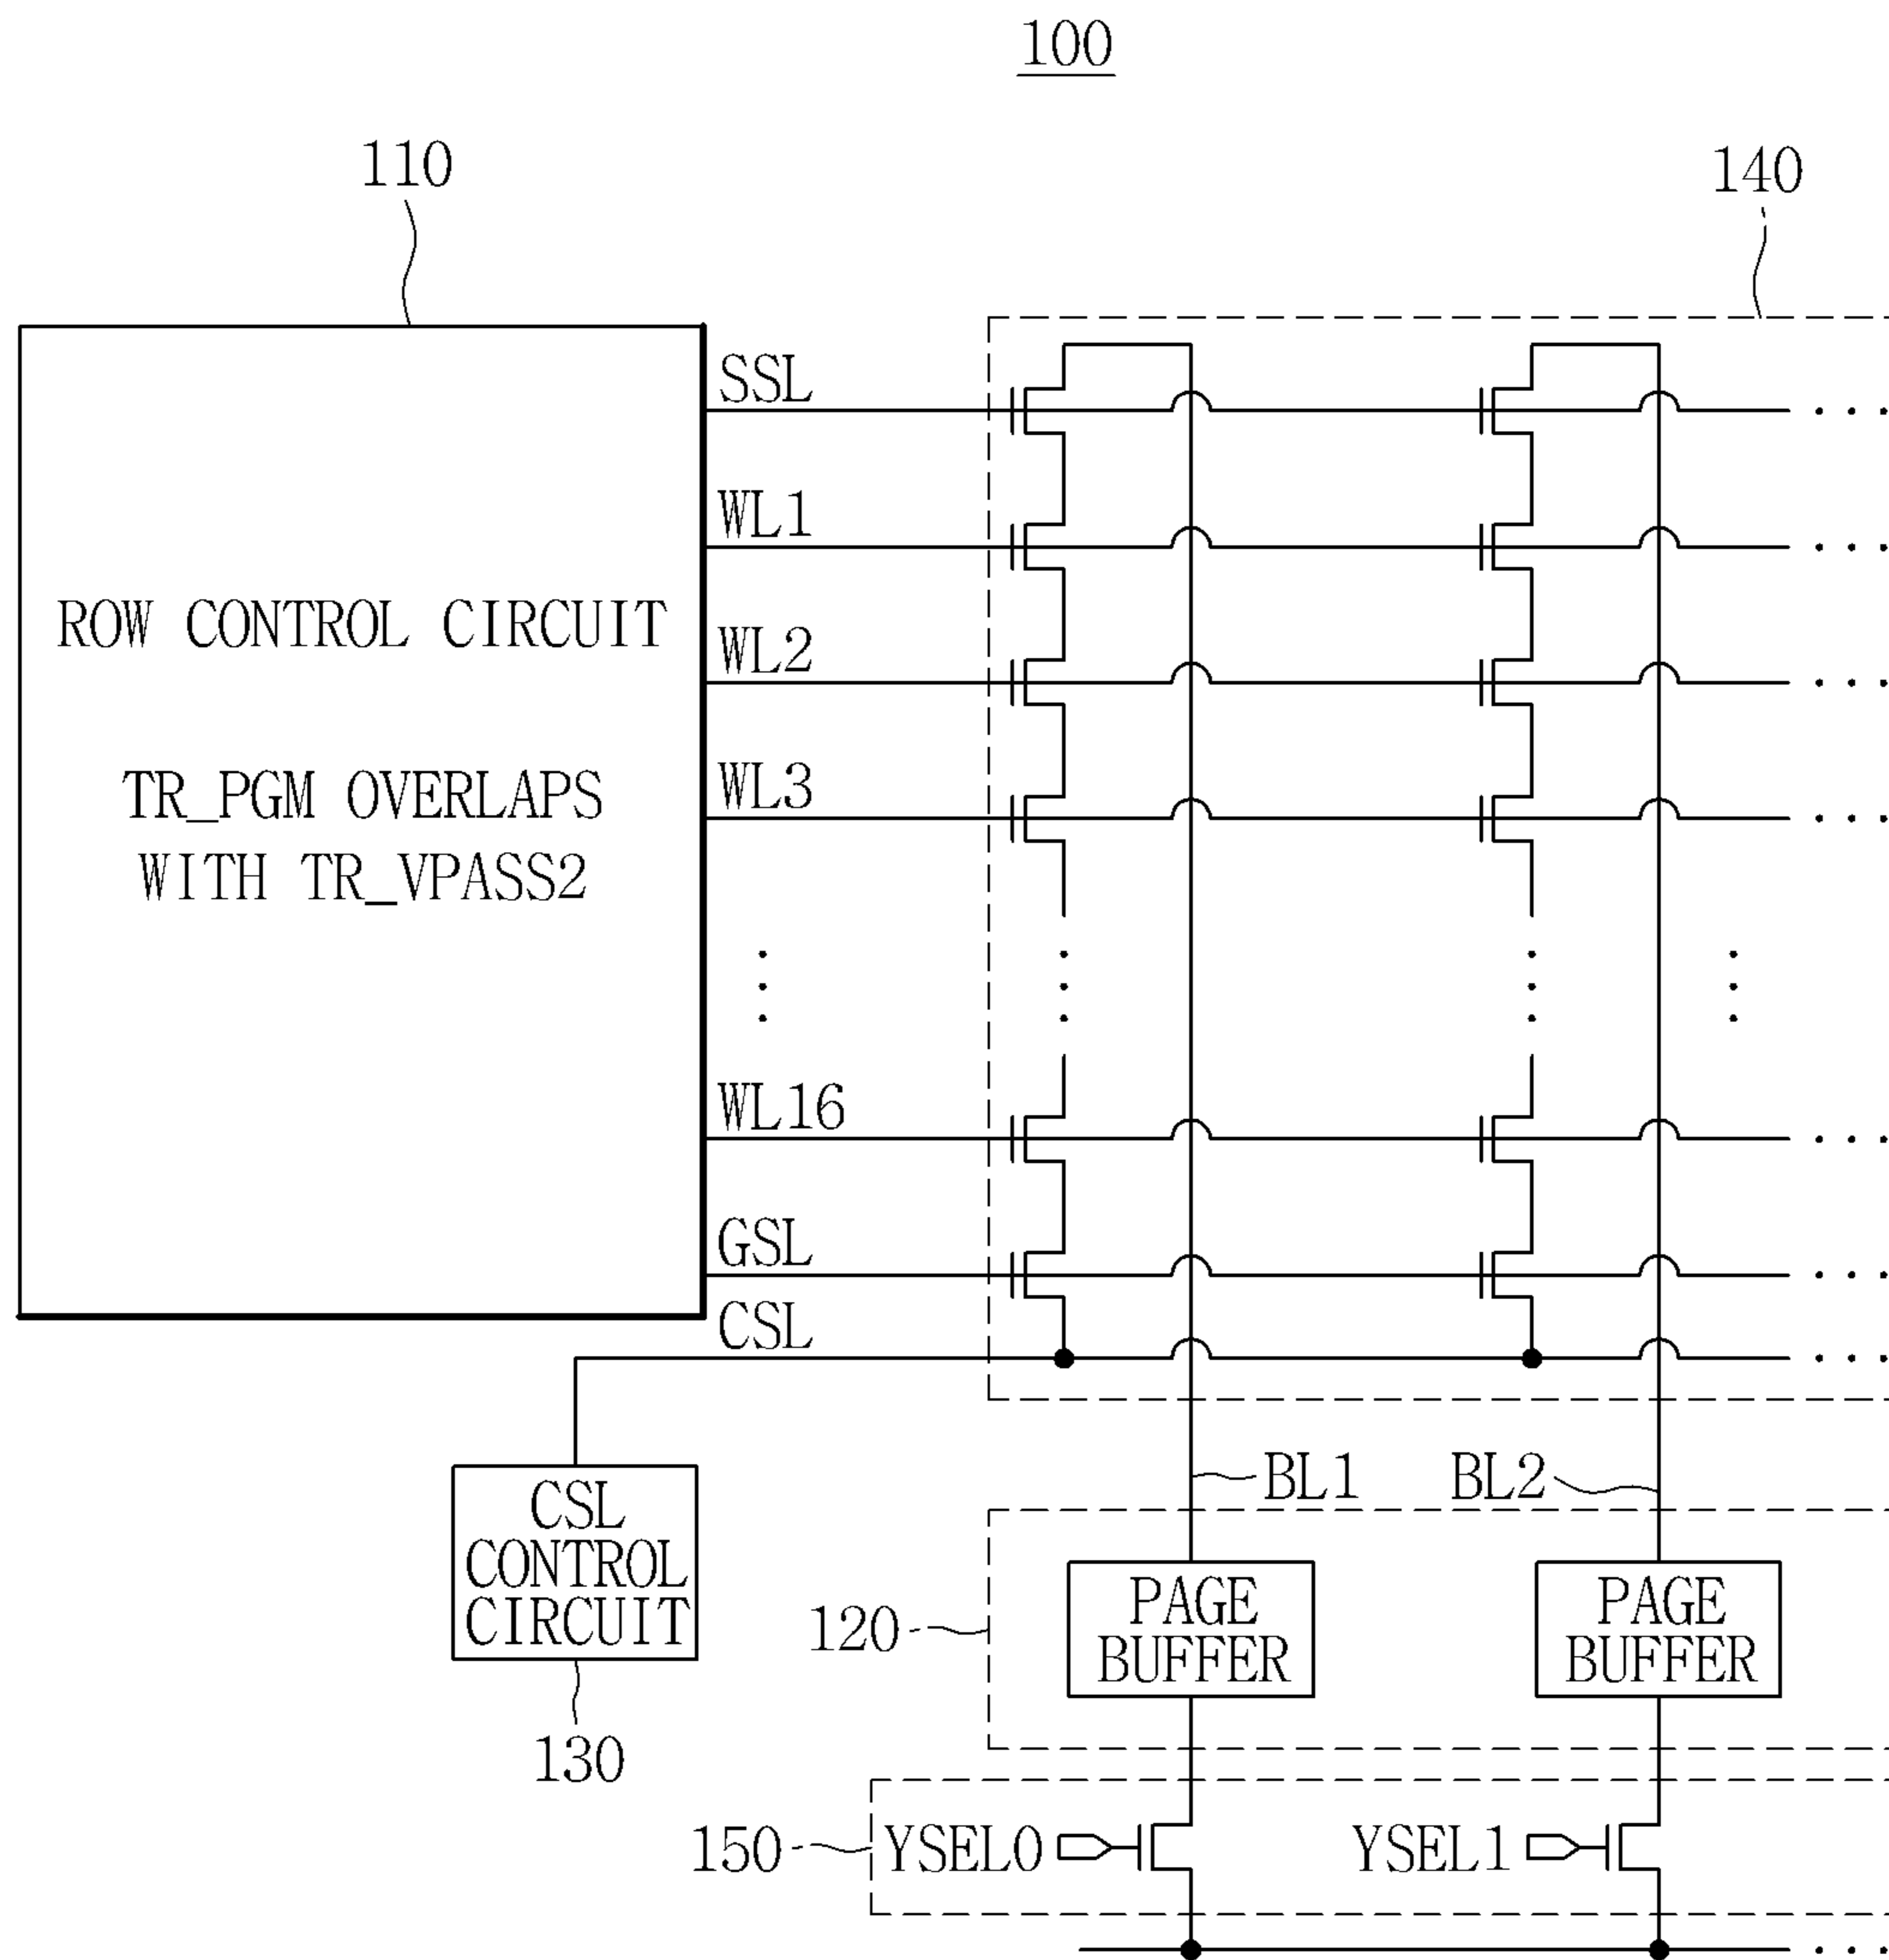 100
110
140
SSL
WL1
ROW CONTROL CIRCUIT
WL2
TR_PGM OVERLAPS
WITH TR_VPASS2
WL3
WL16
GSL
CSL
CSL
CONTROL
CIRCUIT
BL1
BL2
120
PAGE
BUFFER
PAGE
BUFFER
130
150
YSEL0
YSEL1